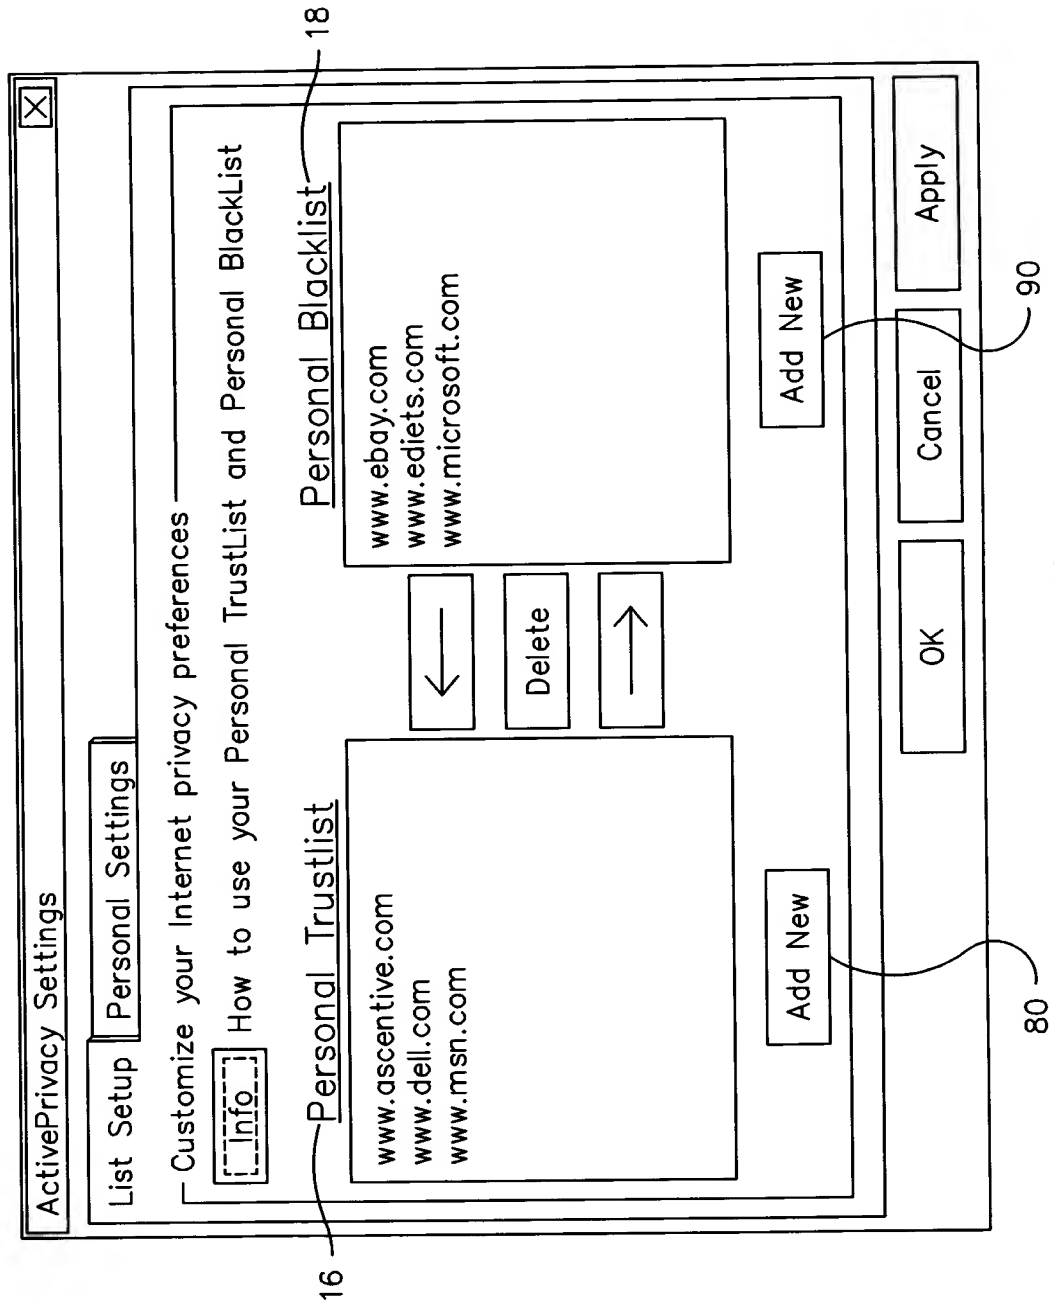 ActivePrivacy Settings
List Setup
Personal Settings
Customize your Internet privacy preferences
Info
How to use your Personal TrustList and Personal BlackList
16
Personal Trustlist
Personal Blacklist
18
www.ascentive.com
www.dell.com
www.msn.com
←
Delete
→
www.ebay.com
www.ediets.com
www.microsoft.com
Add New
Add New
OK
Cancel
Apply
80
90